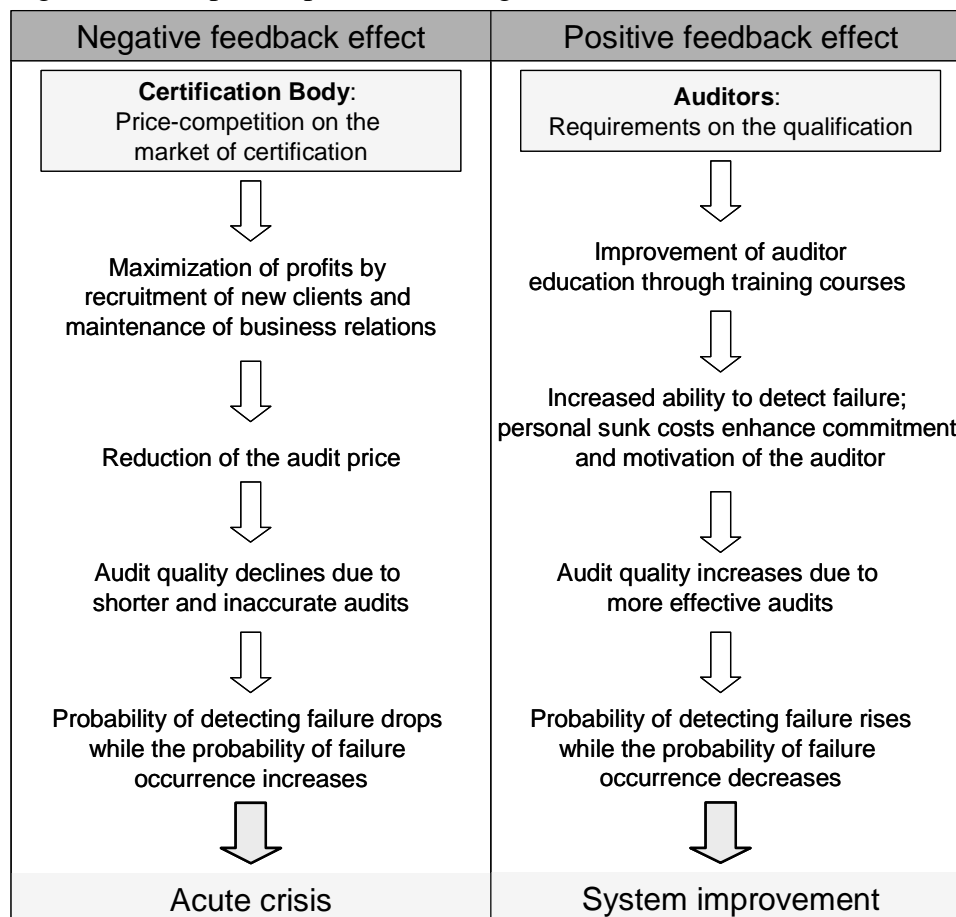 Negative feedback effect
Certification Body:
Price-competition on the
market of certification
Maximization of profits by
recruitment of new clients and
maintenance of business relations
Reduction of the audit price
Audit quality declines due to
shorter and inaccurate audits
Probability of detecting failure drops
while the probability of failure
occurrence increases
Acute crisis
Positive feedback effect
Auditors:
Requirements on the qualification
Improvement of auditor
education through training courses
Increased ability to detect failure;
personal sunk costs enhance commitment
and motivation of the auditor
Audit quality increases due to
more effective audits
Probability of detecting failure rises
while the probability of failure
occurrence decreases
System improvement